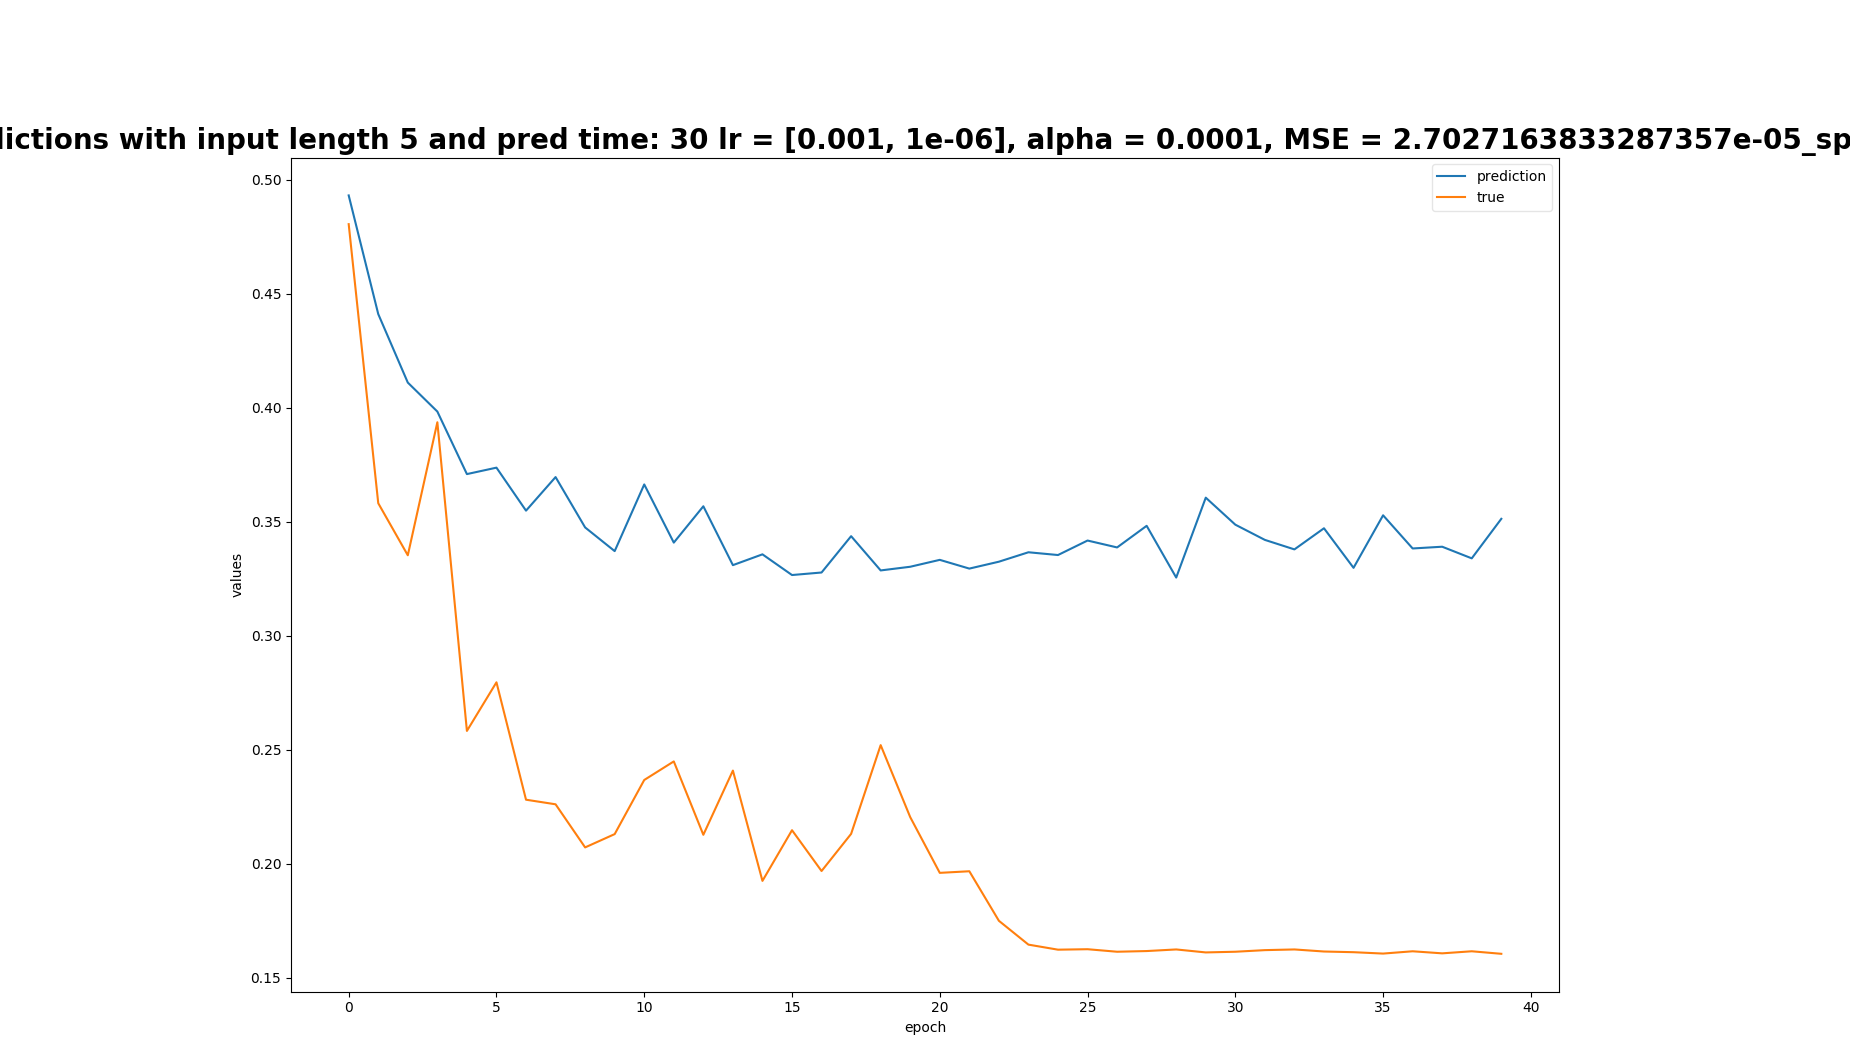 dictions with input length 5 and pred time: 30 lr = [0.001, 1e-06], alpha = 0.0001, MSE = 2.7027163833287357e-05_sp
prediction
true
0.50
0.45
0.40
0.35
0.30
0.25
0.20
0.15
values
0 5 10 15 20 25 30 35 40
epoch